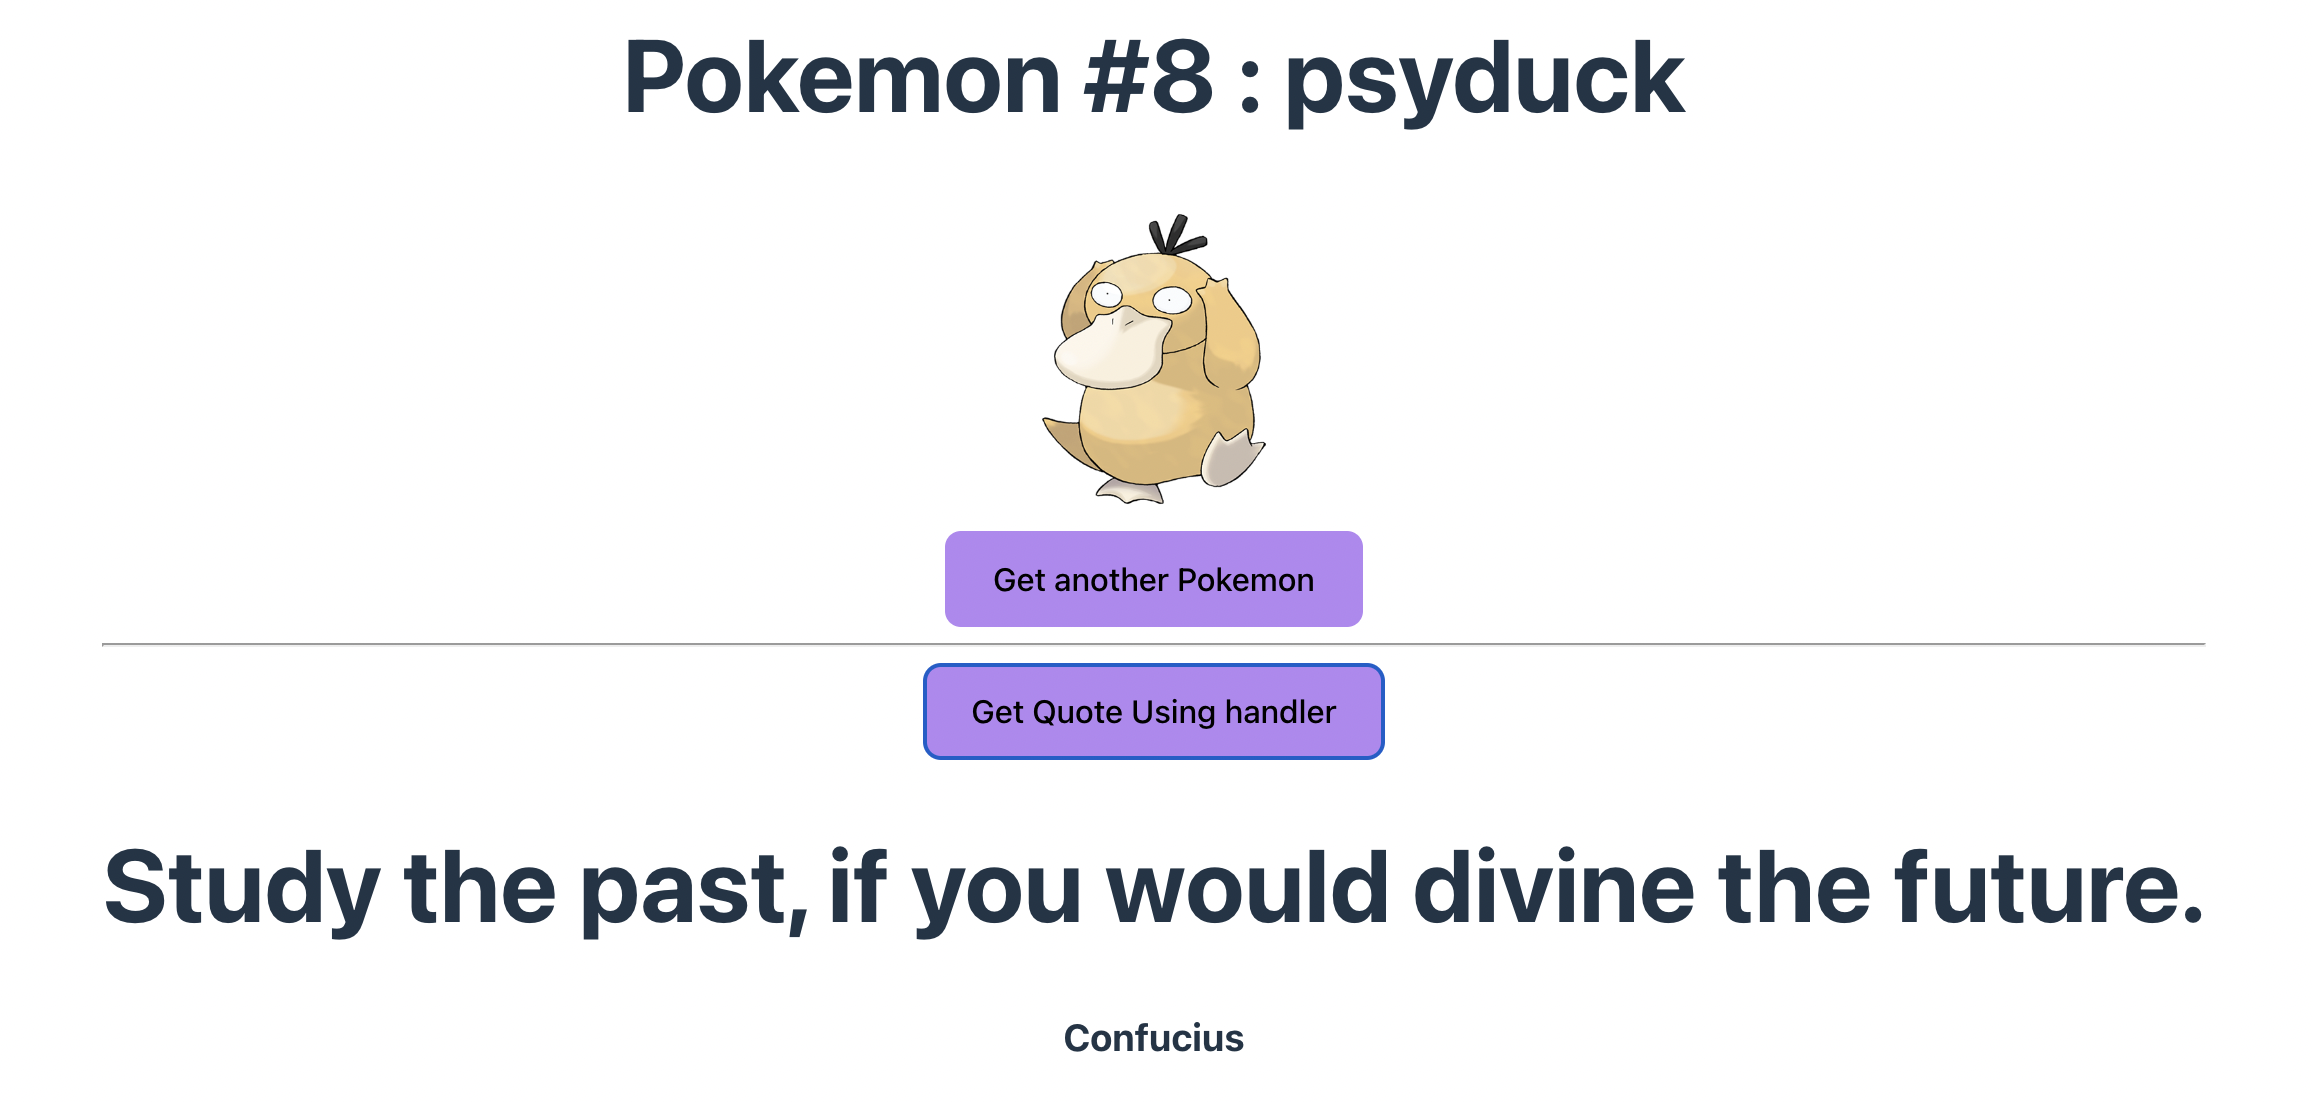 Pokemon #8 : psyduck
Get another Pokemon
Get Quote Using handler
Study the past, if you would divine the future.
Confucius